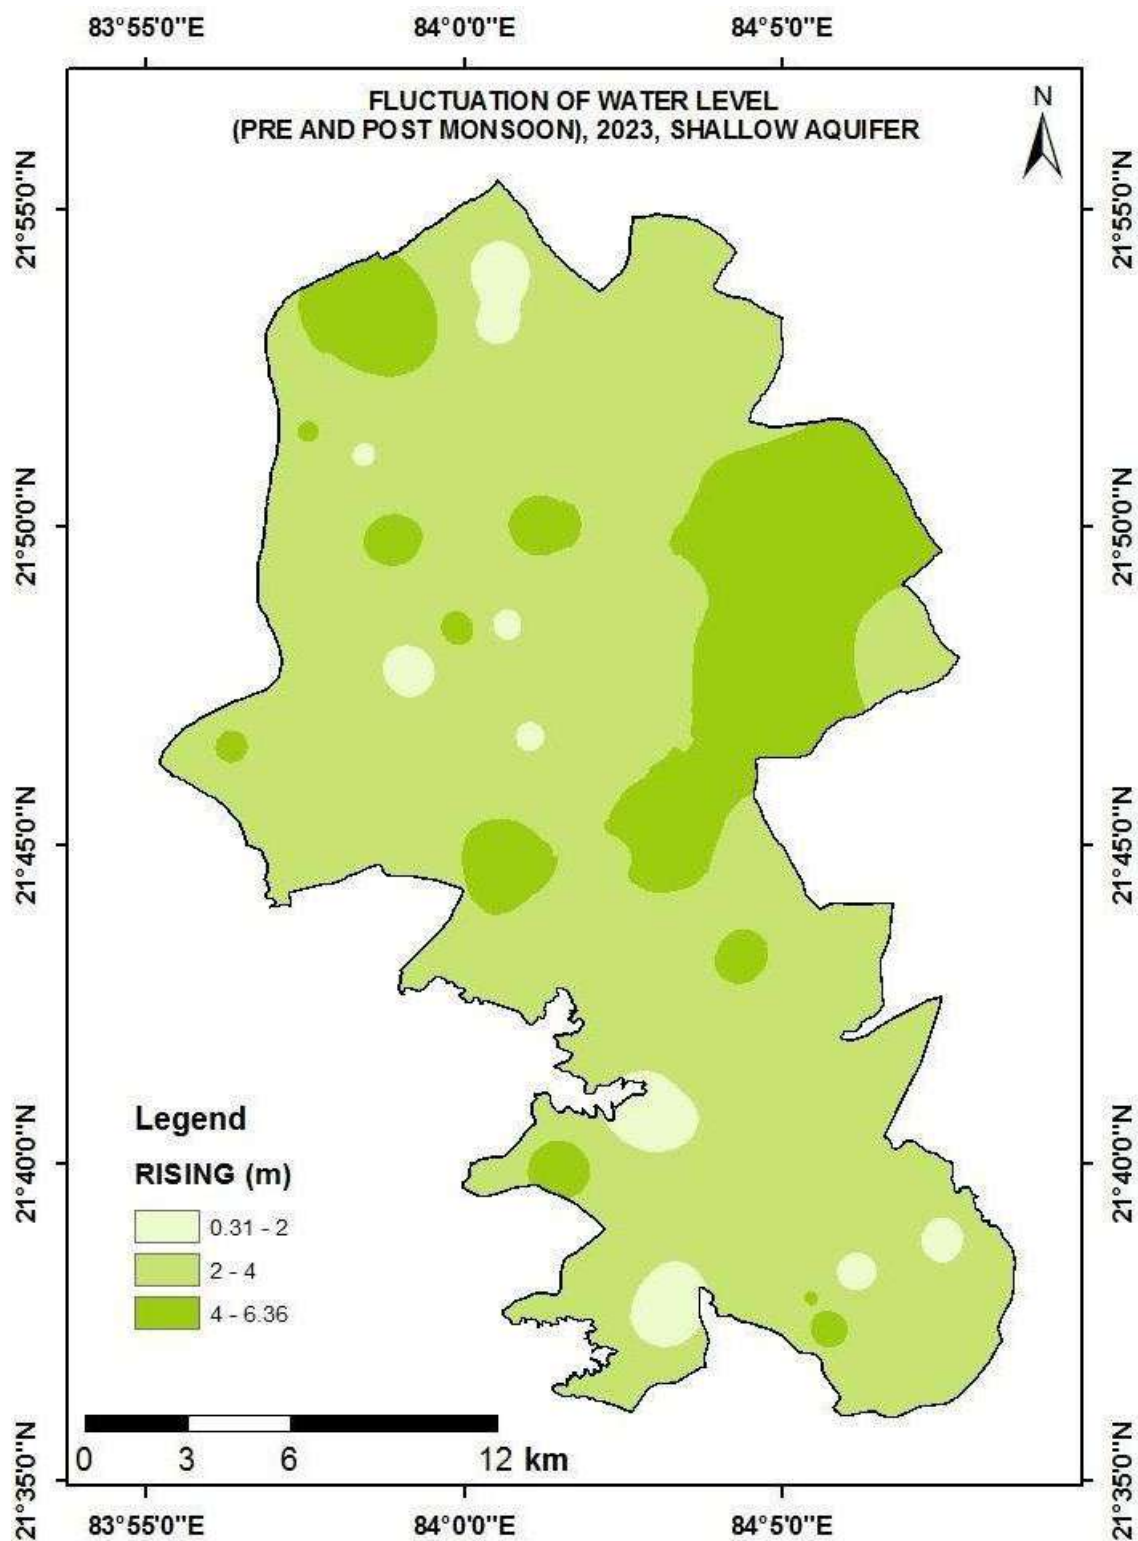 83°55'0"E 84°0'0"E 84°5'0"E
FLUCTUATION OF WATER LEVEL
(PRE AND POST MONSOON), 2023, SHALLOW AQUIFER
N
21°55'0"N 21°55'0"N
21°50'0"N 21°50'0"N
21°45'0"N 21°45'0"N
21°40'0"N 21°40'0"N
Legend
RISING (m)
0.31 - 2
2 - 4
4 - 6.36
0 3 6 12 km
21°35'0"N 21°35'0"N
83°55'0"E 84°0'0"E 84°5'0"E